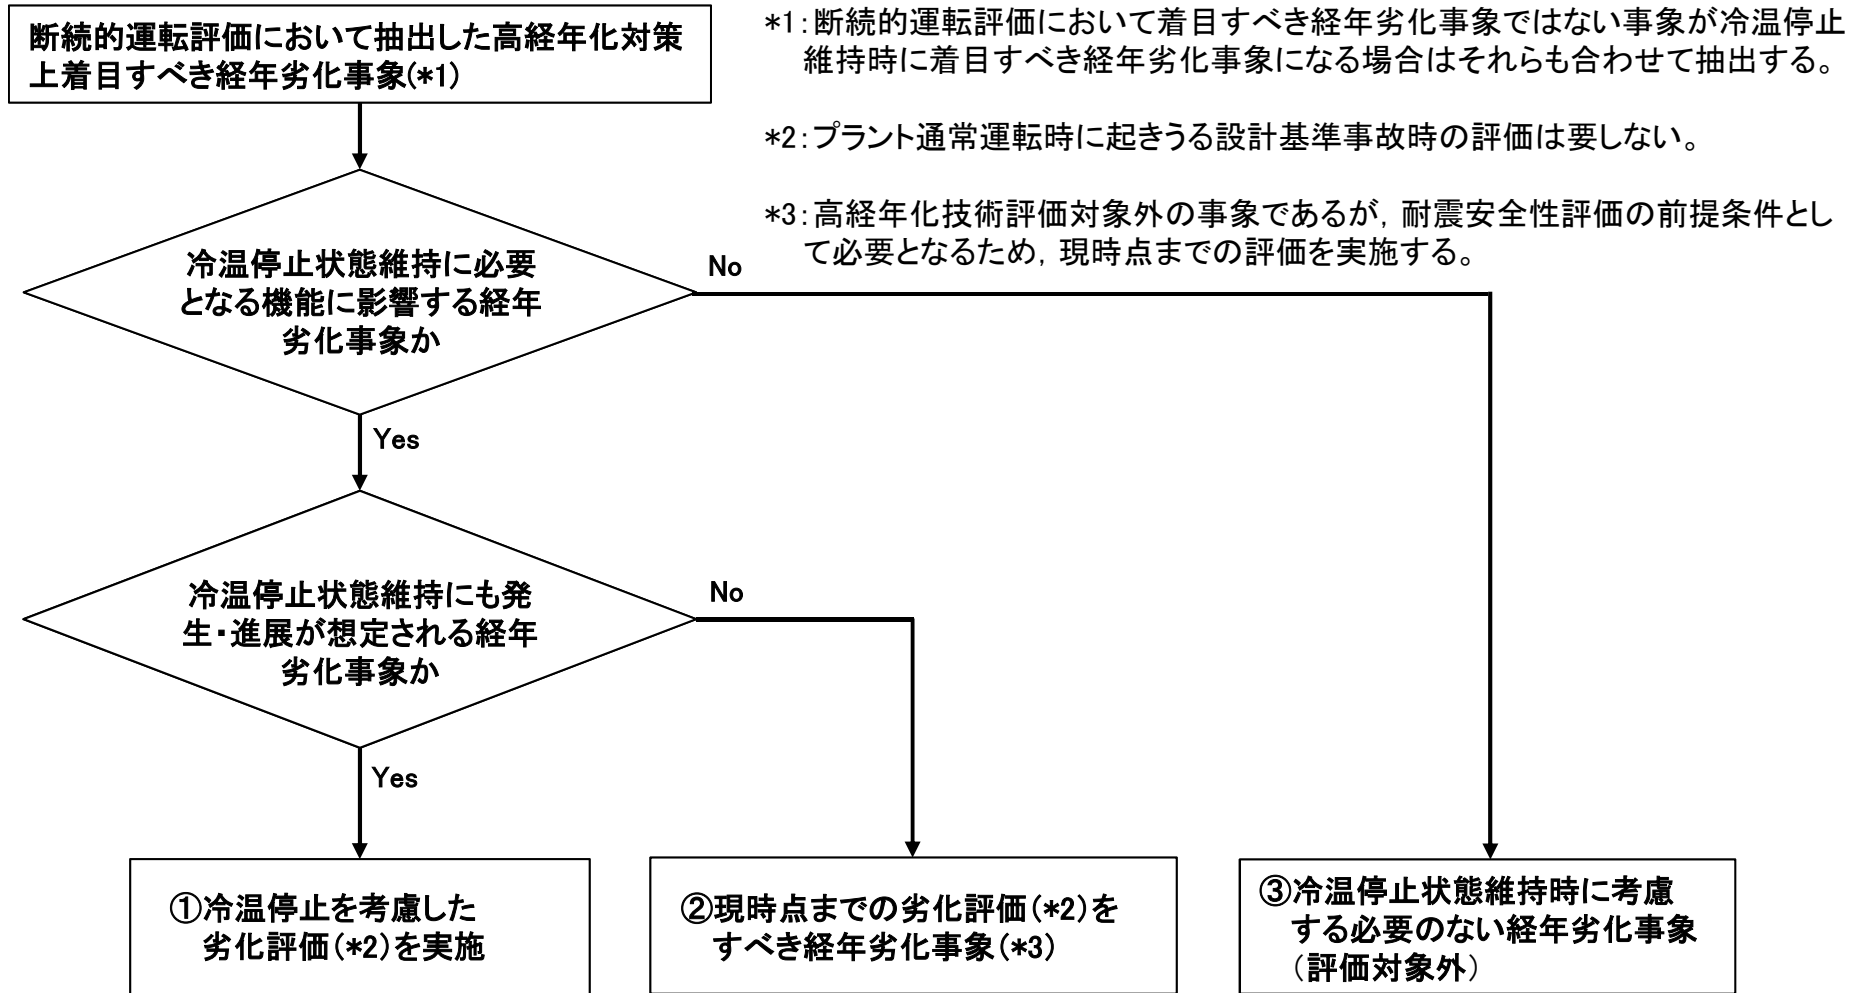 断続的運転評価において抽出した高経年化対策
上着目すべき経年劣化事象(*1)
*1:断続的運転評価において着目すべき経年劣化事象ではない事象が冷温停止
維持時に着目すべき経年劣化事象になる場合はそれらも合わせて抽出する。
*2:プラント通常運転時に起きうる設計基準事故時の評価は要しない。
*3:高経年化技術評価対象外の事象であるが,耐震安全性評価の前提条件とし
て必要となるため,現時点までの評価を実施する。
冷温停止状態維持に必要
となる機能に影響する経年
劣化事象か
No
Yes
冷温停止状態維持にも発
生・進展が想定される経年
劣化事象か
No
Yes
①冷温停止を考慮した
劣化評価(*2)を実施
②現時点までの劣化評価(*2)を
すべき経年劣化事象(*3)
③冷温停止状態維持時に考慮
する必要のない経年劣化事象
(評価対象外)